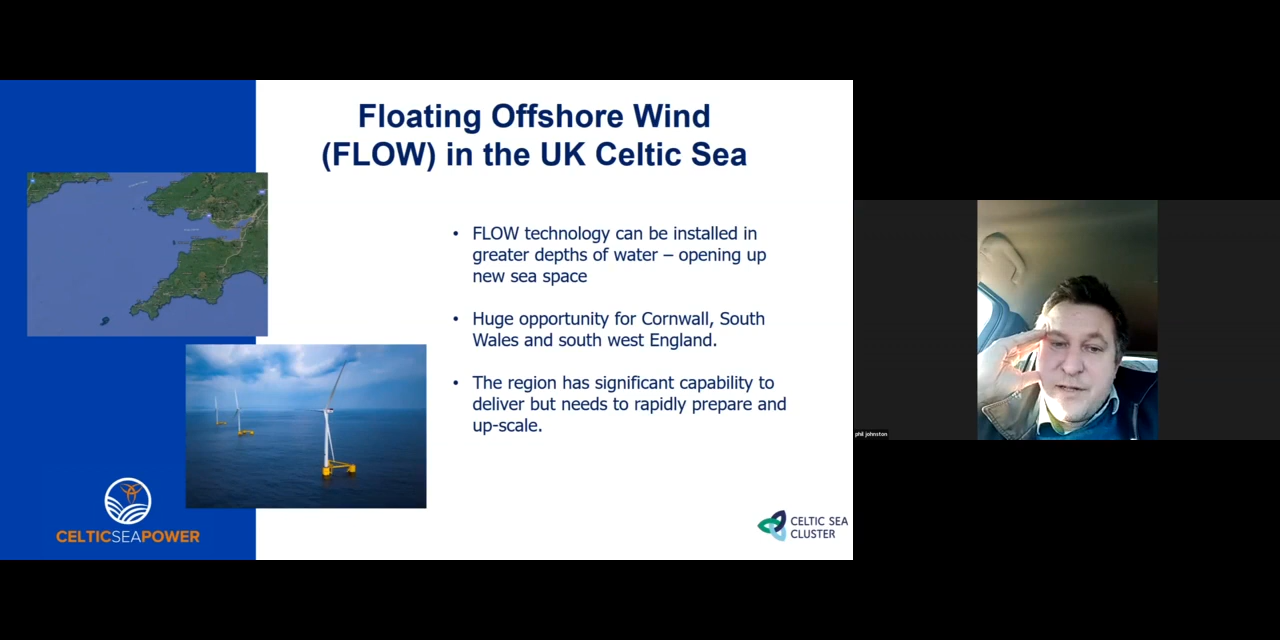 Floating Offshore Wind
(FLOW) in the UK Celtic Sea
• FLOW technology can be installed in
greater depths of water – opening up
new sea space
• Huge opportunity for Cornwall, South
Wales and south west England.
• The region has significant capability to
deliver but needs to rapidly prepare and
up-scale.
CELTICSEAPOWER
CELTIC SEA
CLUSTER
phil johnston